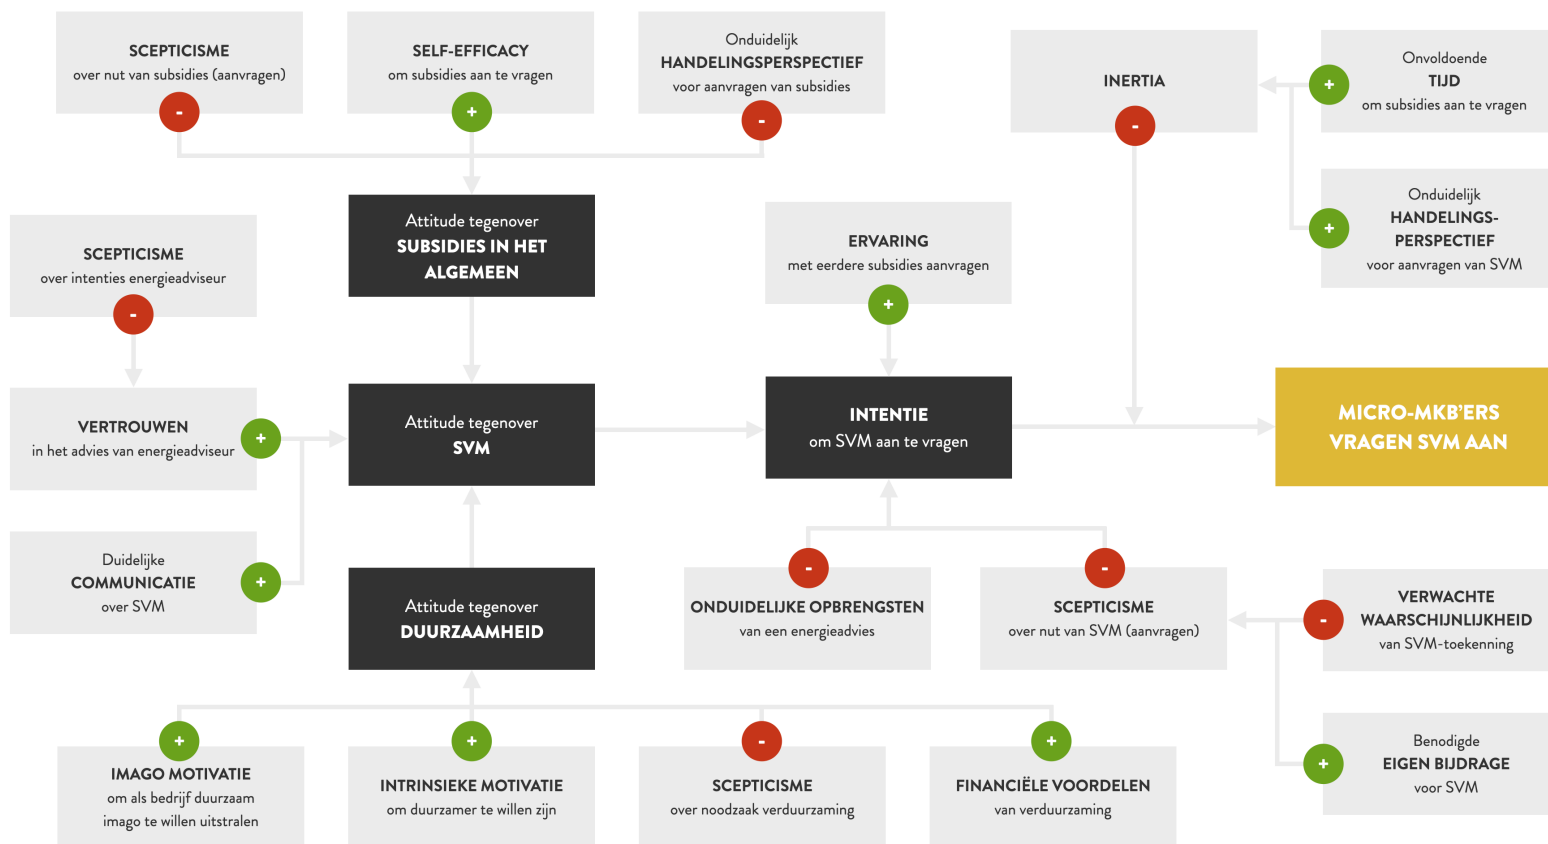 SCEPTICISME
over nut van subsidies (aanvragen)
-
SELF-EFFICACY
om subsidies aan te vragen
+
Onduidelijk
HANDELINGSPERSPECTIEF
voor aanvragen van subsidies
-
INERTIA
-
Onvoldoende
TIJD
om subsidies aan te vragen
+
Onduidelijk
HANDELINGS-
PERSPECTIEF
voor aanvragen van SVM
+
Attitude tegenover
SUBSIDIES IN HET
ALGEMEEN
SCEPTICISME
over intenties energieadviseur
-
ERVARING
met eerdere subsidies aanvragen
+
VERTROUWEN
in het advies van energieadviseur
+
Attitude tegenover
SVM
INTENTIE
om SVM aan te vragen
MICRO-MKB'ERS
VRAGEN SVM AAN
Duidelijke
COMMUNICATIE
over SVM
+
Attitude tegenover
DUURZAAMHEID
-
ONDUIDELIJKE OPBRENGSTEN
van een energieadvies
-
SCEPTICISME
over nut van SVM (aanvragen)
-
VERWACHTE
WAARSCHIJNLIJKHEID
van SVM-toekenning
+
Benodigde
EIGEN BIJDRAGE
voor SVM
+
IMAGO MOTIVATIE
om als bedrijf duurzaam
imago te willen uitstralen
+
INTRINSIEKE MOTIVATIE
om duurzamer te willen zijn
-
SCEPTICISME
over noodzaak verduurzaming
+
FINANCIËLE VOORDELEN
van verduurzaming